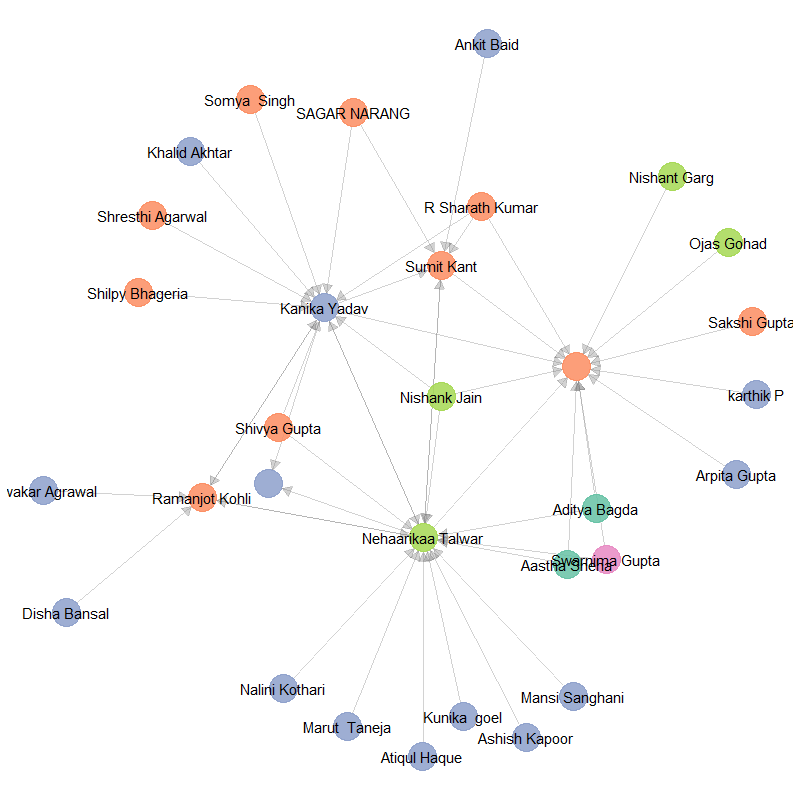 Ankit Baid
Somya  Singh
SAGAR NARANG
Khalid Akhtar
Nishant Garg
R Sharath Kumar
Shresthi Agarwal
Ojas Gohad
Sumit Kant
Shilpy Bhageria
Kanika Yadav
Sakshi Gupta
Nishank Jain
karthik P
Shivya Gupta
Arpita Gupta
wakar Agrawal
Ramanjot Kohli
Aditya Bagda
Nehaarikaa Talwar
Swarnima Gupta
Aastha
Disha Bansal
Nalini Kothari
Mansi Sanghani
Marut  Taneja
Kunika  goel
Ashish Kapoor
Atiqul Haque